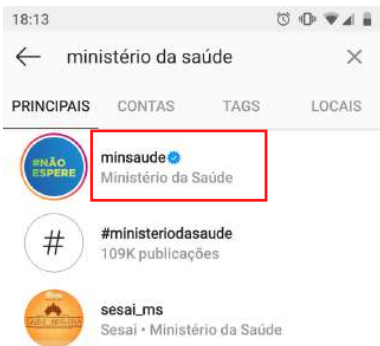 18:13
ministério da saúde
PRINCIPAIS CONTAS TAGS LOCAIS
#NÃO
ESPERE
minsaude
Ministério da Saúde
#
#ministeriodasaude
109K publicações
sesai_ms
Sesai • Ministério da Saúde